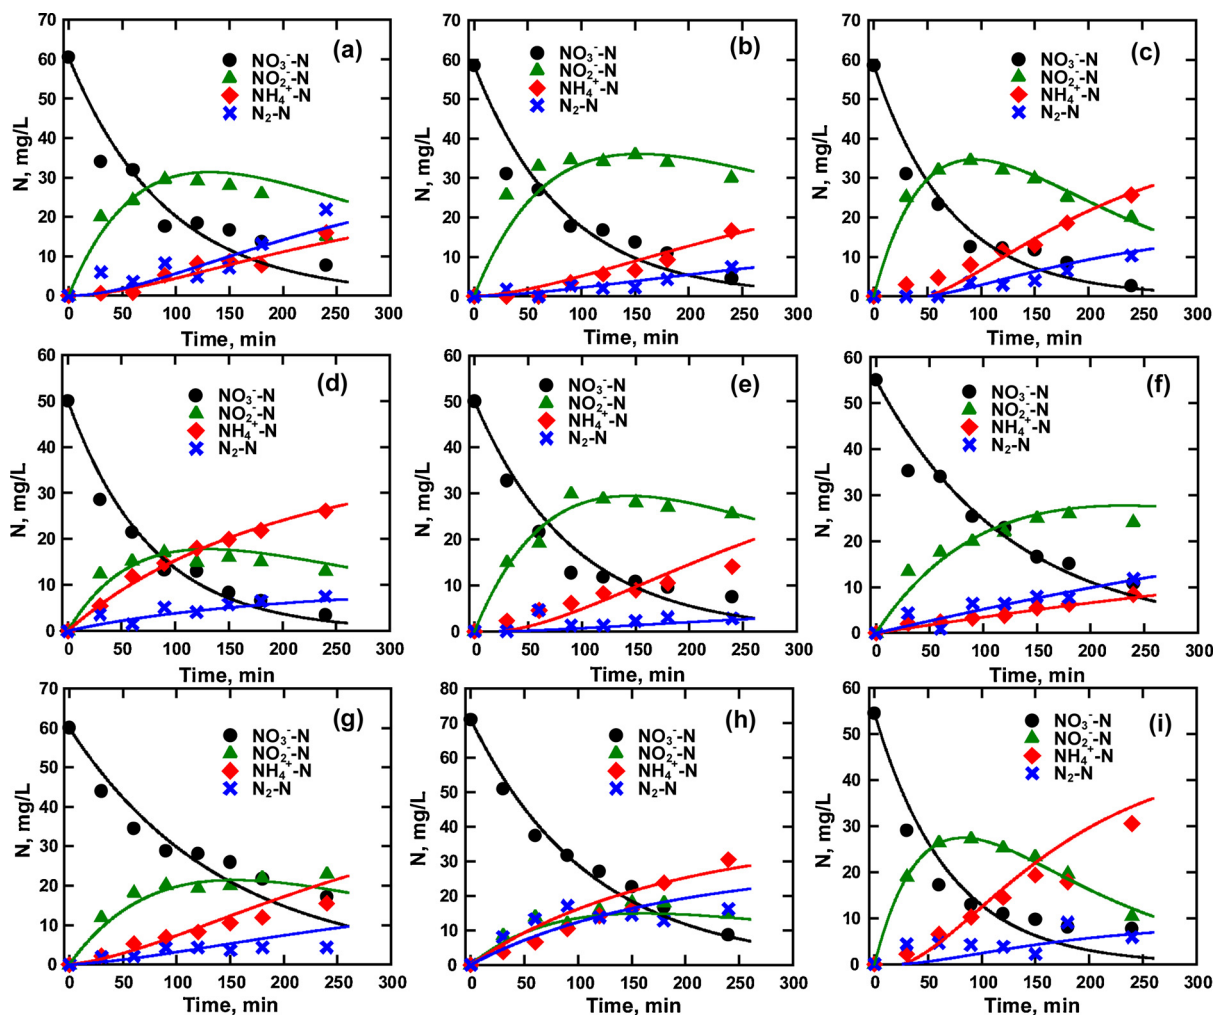 (a)
NO₃⁻-N
NO₂⁻-N
NH₄⁺-N
N₂-N
N, mg/L
70
60
50
40
30
20
10
0
0 50 100 150 200 250 300
Time, min
(b)
NO₃⁻-N
NO₂⁻-N
NH₄⁺-N
N₂-N
N, mg/L
70
60
50
40
30
20
10
0
0 50 100 150 200 250 300
Time, min
(c)
NO₃⁻-N
NO₂⁻-N
NH₄⁺-N
N₂-N
N, mg/L
70
60
50
40
30
20
10
0
0 50 100 150 200 250 300
Time, min
(d)
NO₃⁻-N
NO₂⁻-N
NH₄⁺-N
N₂-N
N, mg/L
60
50
40
30
20
10
0
0 50 100 150 200 250 300
Time, min
(e)
NO₃⁻-N
NO₂⁻-N
NH₄⁺-N
N₂-N
N, mg/L
60
50
40
30
20
10
0
0 50 100 150 200 250 300
Time, min
(f)
NO₃⁻-N
NO₂⁻-N
NH₄⁺-N
N₂-N
N, mg/L
60
50
40
30
20
10
0
0 50 100 150 200 250 300
Time, min
(g)
NO₃⁻-N
NO₂⁻-N
NH₄⁺-N
N₂-N
N, mg/L
70
60
50
40
30
20
10
0
0 50 100 150 200 250 300
Time, min
(h)
NO₃⁻-N
NO₂⁻-N
NH₄⁺-N
N₂-N
N, mg/L
80
70
60
50
40
30
20
10
0
0 50 100 150 200 250 300
Time, min
(i)
NO₃⁻-N
NO₂⁻-N
NH₄⁺-N
N₂-N
N, mg/L
60
50
40
30
20
10
0
0 50 100 150 200 250 300
Time, min